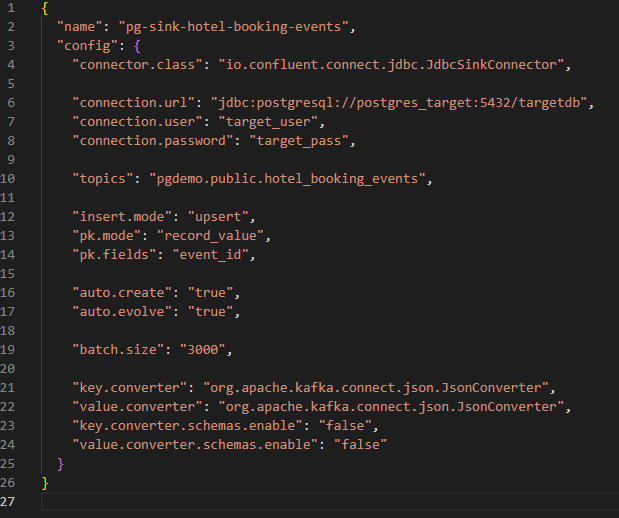 1 {
2 "name": "pg-sink-hotel-booking-events",
3 "config": {
4 "connector.class": "io.confluent.connect.jdbc.JdbcSinkConnector",
5
6 "connection.url": "jdbc:postgresql://postgres_target:5432/targetdb",
7 "connection.user": "target_user",
8 "connection.password": "target_pass",
9
10 "topics": "pgdemo.public.hotel_booking_events",
11
12 "insert.mode": "upsert",
13 "pk.mode": "record_value",
14 "pk.fields": "event_id",
15
16 "auto.create": "true",
17 "auto.evolve": "true",
18
19 "batch.size": "3000",
20
21 "key.converter": "org.apache.kafka.connect.json.JsonConverter",
22 "value.converter": "org.apache.kafka.connect.json.JsonConverter",
23 "key.converter.schemas.enable": "false",
24 "value.converter.schemas.enable": "false"
25 }
26 }
27